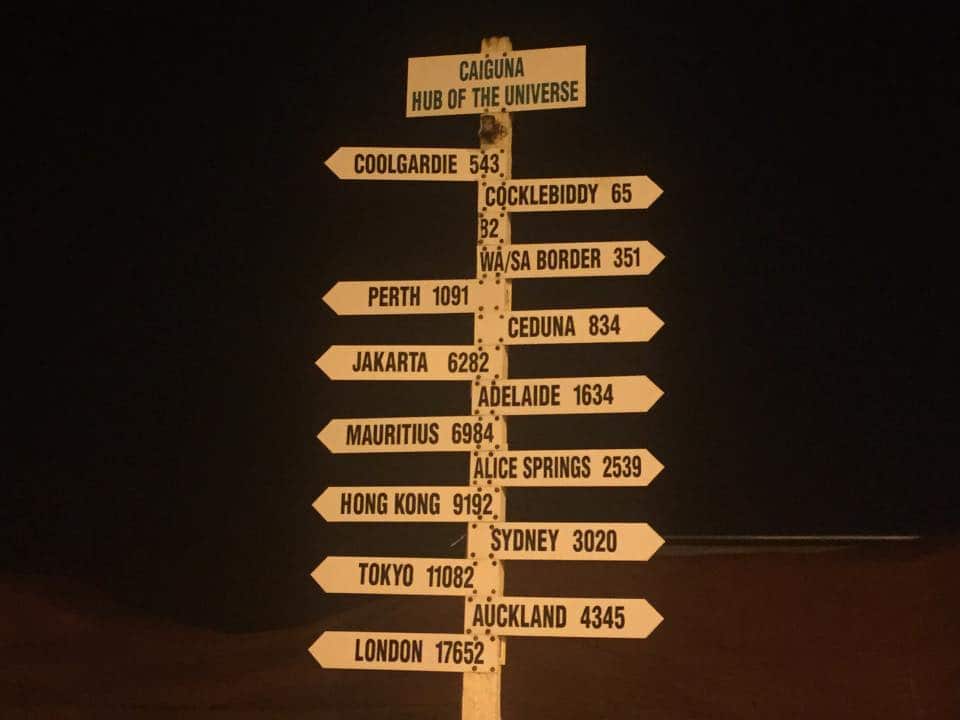 CAIGUNA
HUB OF THE UNIVERSE
COOLGARDIE 543
COCKLEBIDDY 65
82
WA/SA BORDER 351
PERTH 1091
CEDUNA 834
JAKARTA 6282
ADELAIDE 1634
MAURITIUS 6984
ALICE SPRINGS 2539
HONG KONG 9192
SYDNEY 3020
TOKYO 11082
AUCKLAND 4345
LONDON 17652